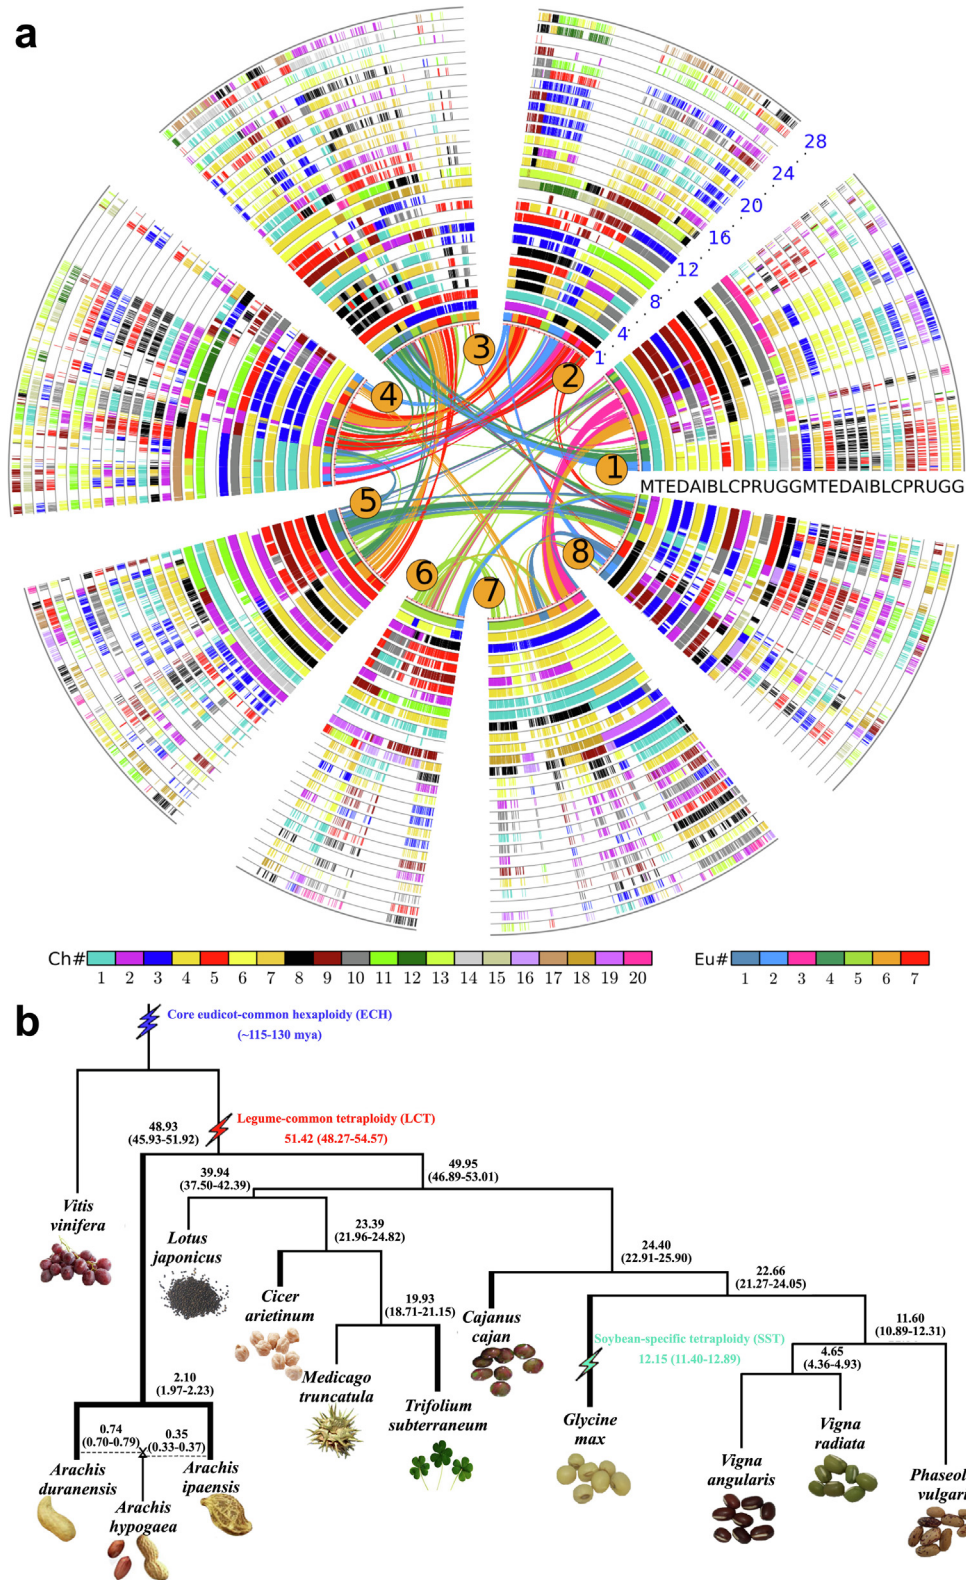 a
28
24
20
16
12
8
4
1
3
2
4
1
5
8
6
7
MTEDAIBLCPRUGGMTEDAIBLCPRUGG
Ch#
1 2 3 4 5 6 7 8 9 10 11 12 13 14 15 16 17 18 19 20
Eu#
1 2 3 4 5 6 7
b
Core eudicot-common hexaploidy (ECH)
(~115-130 mya)
Legume-common tetraploidy (LCT)
51.42 (48.27-54.57)
48.93
(45.93-51.92)
49.95
(46.89-53.01)
39.94
(37.50-42.39)
Vitis
vinifera
Lotus
japonicus
23.39
(21.96-24.82)
24.40
(22.91-25.90)
22.66
(21.27-24.05)
Cicer
arietinum
19.93
(18.71-21.15)
Cajanus
cajan
11.60
(10.89-12.31)
Soybean-specific tetraploidy (SST)
12.15 (11.40-12.89)
4.65
(4.36-4.93)
Medicago
truncatula
2.10
(1.97-2.23)
Trifolium
subterraneum
Glycine
max
Vigna
radiata
0.74
(0.70-0.79)
0.35
(0.33-0.37)
Vigna
angularis
Arachis
duranensis
Arachis
ipaensis
Phaseol
vulgari
Arachis
hypogaea